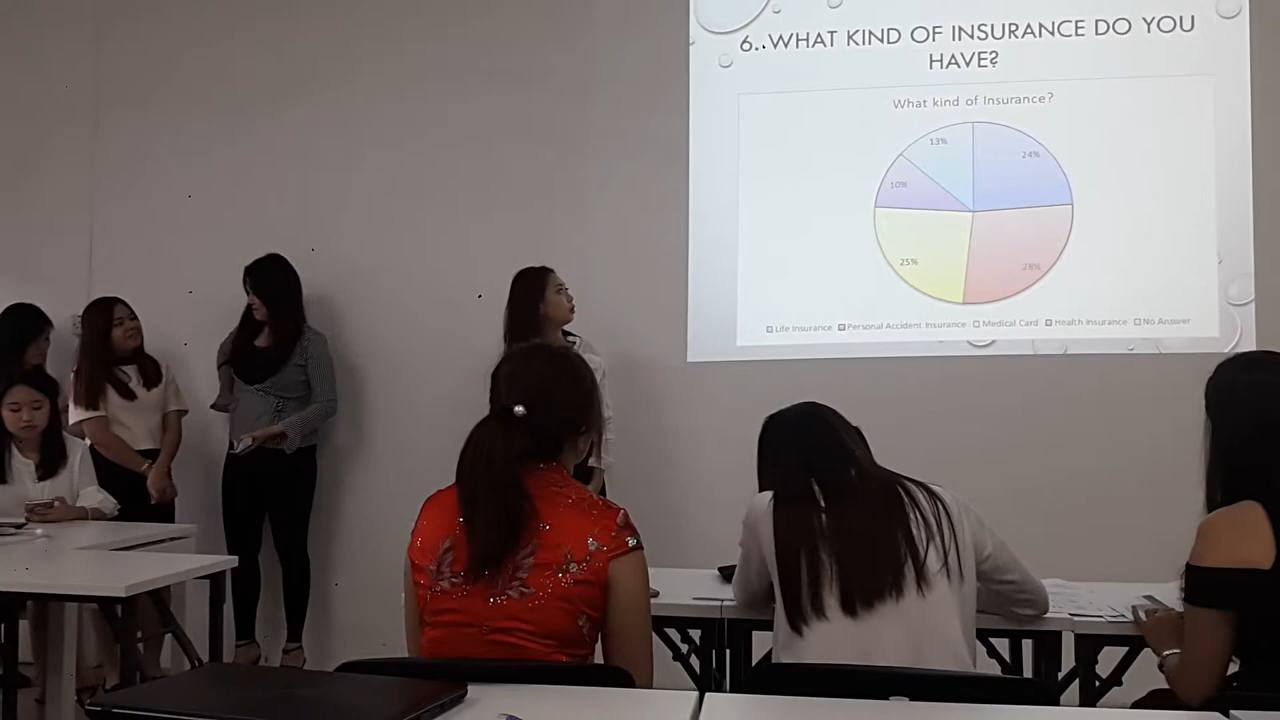 6..WHAT KIND OF INSURANCE DO YOU
HAVE?
What kind of Insurance?
13%
24%
10%
25%
28%
Life Insurance Personal Accident Insurance Medical Card Health Insurance No Answer